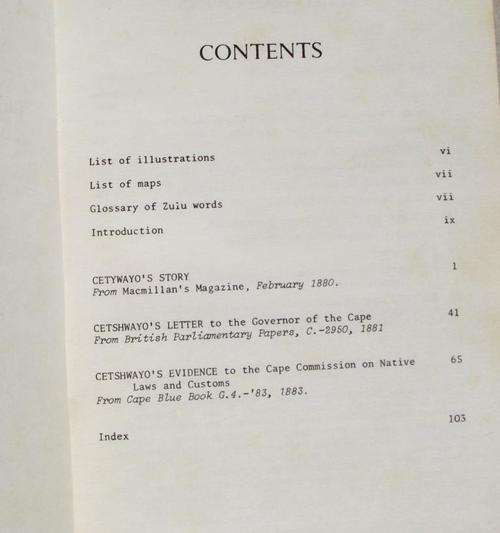 CONTENTS
List of illustrations vi
List of maps vii
Glossary of Zulu words vii
Introduction ix
CETYWAYO'S STORY 1
From Macmillan's Magazine, February 1880.
CETSHWAYO'S LETTER to the Governor of the Cape 41
From British Parliamentary Papers, C.-2950, 1881
CETSHWAYO'S EVIDENCE to the Cape Commission on Native 65
Laws and Customs
From Cape Blue Book G.4.-'83, 1883.
Index 103